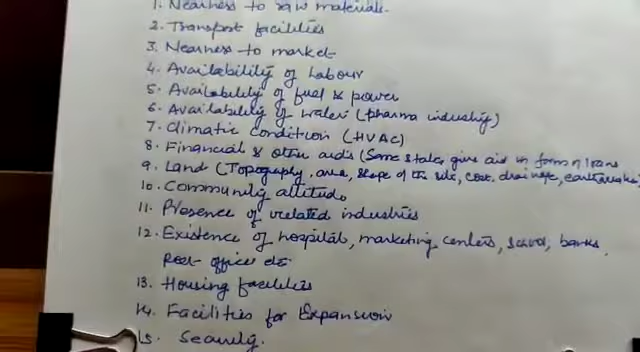 1. Nearness to raw materials.
2. Transport facilities
3. Nearness to market
4. Availability of Labour
5. Availability of fuel & power
6. Availability of water (pharma industry)
7. Climatic condition (HVAC)
8. Financial & other aids (Some states give aid in form of loans
9. Land (Topography, area, slope of the site, cost, drainage, earthquake
10. Community attitude
11. Presence of related industries
12. Existence of hospital, marketing centers, school, banks,
Post office etc.
13. Housing facilities
14. Facilities for Expansion
15. Security.